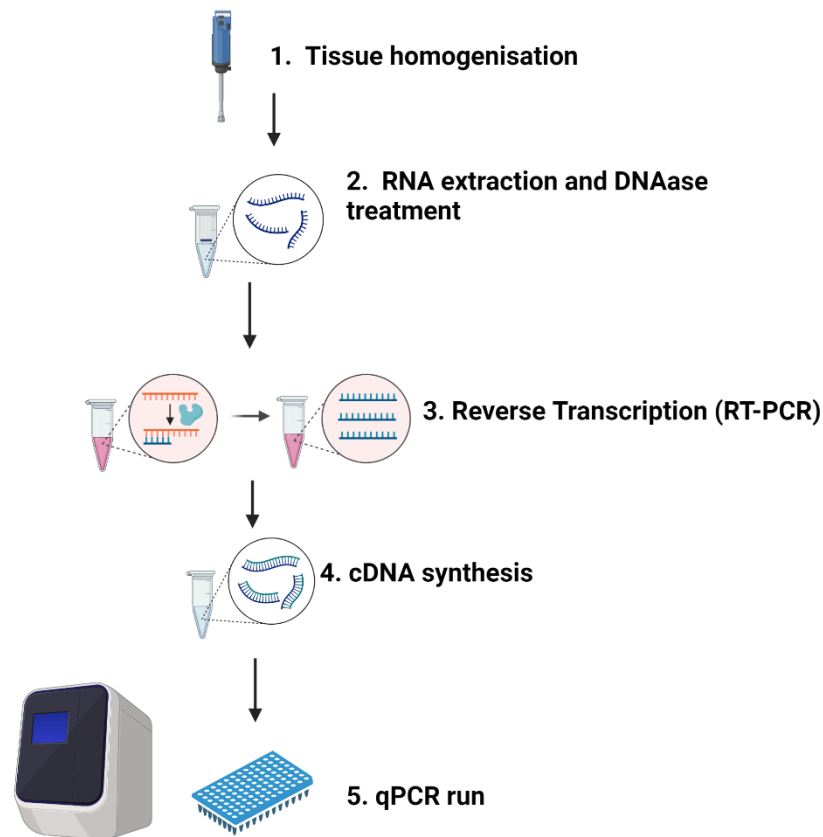 1. Tissue homogenisation
2. RNA extraction and DNAase
treatment
3. Reverse Transcription (RT-PCR)
4. cDNA synthesis
5. qPCR run